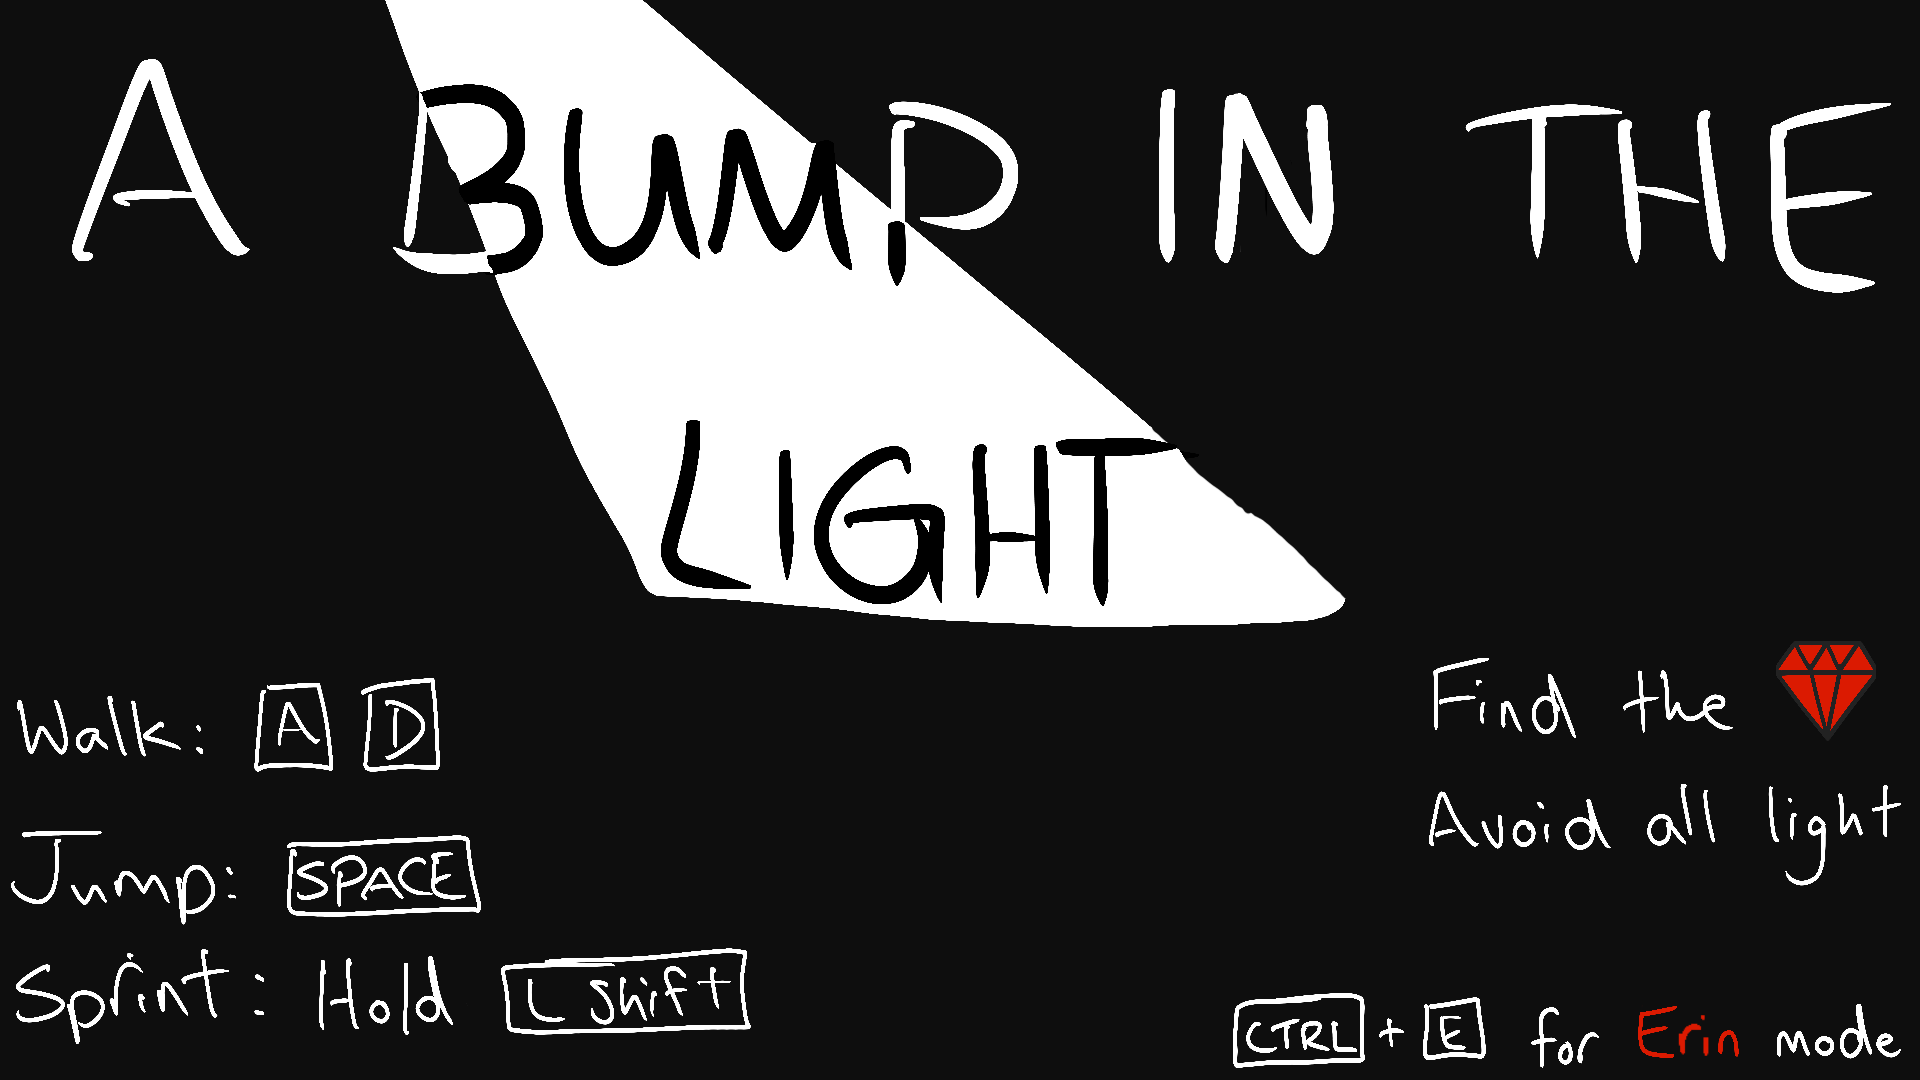 A BUMP IN THE
LIGHT
Walk: A D
Jump: SPACE
Sprint: Hold L Shift
Find the
Avoid all light
CTRL + E for Erin mode